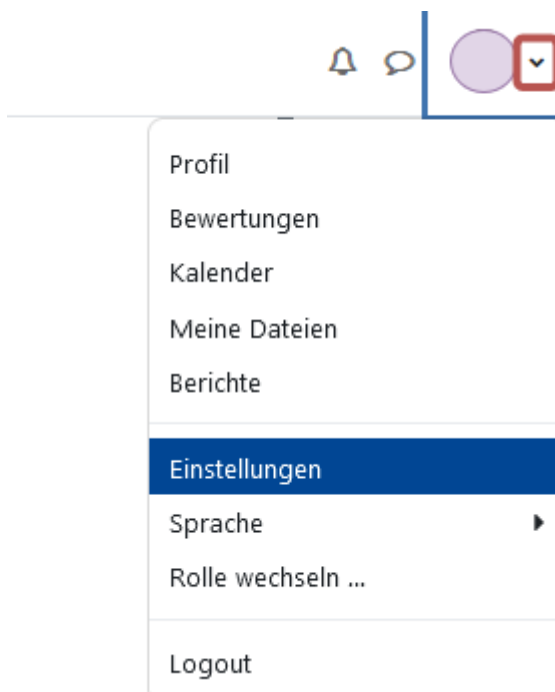 Profil
Bewertungen
Kalender
Meine Dateien
Berichte
Einstellungen
Sprache
Rolle wechseln ...
Logout